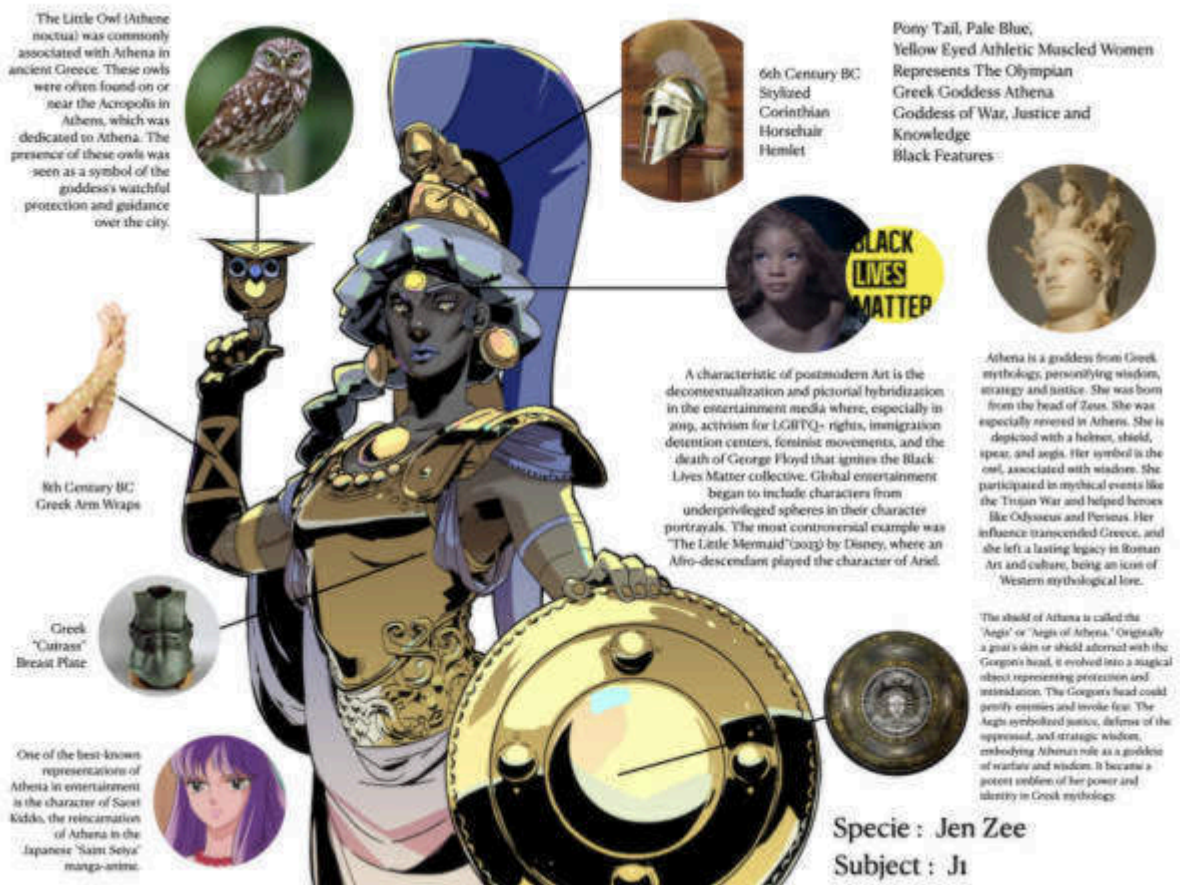 The Little Owl (Athene
noctua) was commonly
associated with Athena in
ancient Greece. These owls
were often found on or
near the Acropolis in
Athens, which was
dedicated to Athena. The
presence of these owls was
seen as a symbol of the
goddess's watchful
protection and guidance
over the city.
6th Century BC
Stylized
Corinthian
Horsehair
Hemlet
Pony Tail, Pale Blue,
Yellow Eyed Athletic Muscled Women
Represents The Olympian
Greek Goddess Athena
Goddess of War, Justice and
Knowledge
Black Features
BLACK
LIVES
MATTER
8th Century BC
Greek Arm Wraps
A characteristic of postmodern Art is the
decontextualization and pictorial hybridization
in the entertainment media where, especially in
2019, activism for LGBTQ+ rights, immigration
detention centers, feminist movements, and the
death of George Floyd that ignites the Black
Lives Matter collective. Global entertainment
began to include characters from
underprivileged spheres in their character
portrayals. The most controversial example was
"The Little Mermaid"(2023) by Disney, where an
Afro-descendant played the character of Ariel.
Athena is a goddess from Greek
mythology, personifying wisdom,
strategy and justice. She was born
from the head of Zeus. She was
especially revered in Athens. She is
depicted with a helmet, shield,
spear, and aegis. Her symbol is the
owl, associated with wisdom. She
participated in mythical events like
the Trojan War and helped heroes
like Odysseus and Perseus. Her
influence transcended Greece, and
she left a lasting legacy in Roman
Art and culture, being an icon of
Western mythological lore.
Greek
"Cuirass"
Breast Plate
The shield of Athena is called the
"Aegis" or "Aegis of Athena." Originally
a goat's skin or shield adorned with the
Gorgon's head, it evolved into a magical
object representing protection and
intimidation. The Gorgon's head could
petrify enemies and invoke fear. The
Aegis symbolized justice, defense of the
oppressed, and strategic wisdom,
embodying Athena's role as a goddess
of warfare and wisdom. It became a
potent emblem of her power and
identity in Greek mythology.
One of the best-known
representations of
Athena in entertainment
is the character of Saori
Kiddo, the reincarnation
of Athena in the
Japanese "Saint Seiya"
manga-anime.
Specie : Jen Zee
Subject : J1